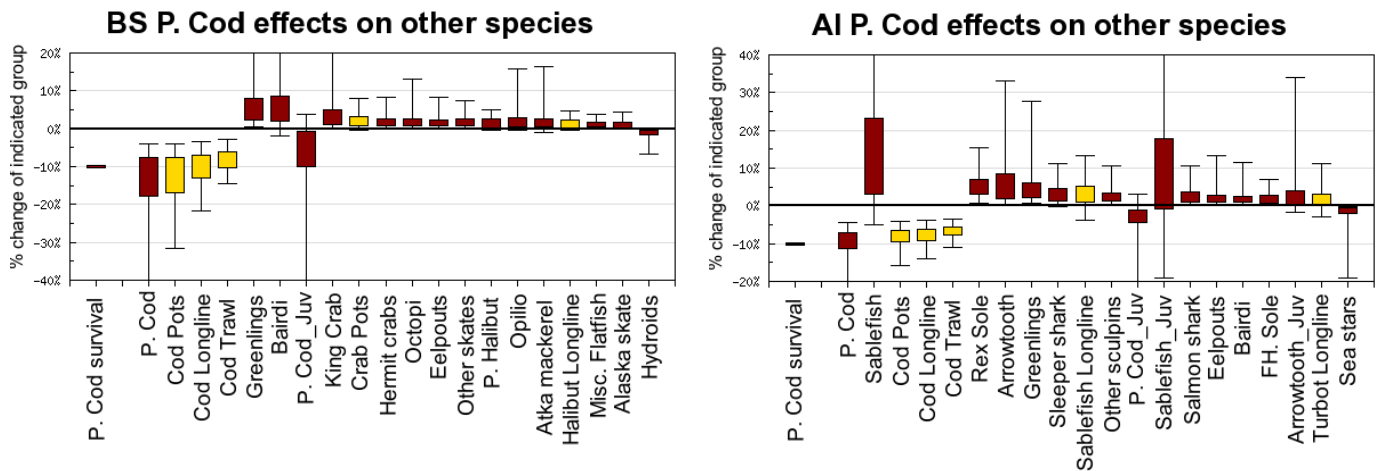 BS P. Cod effects on other species
% change of indicated group
20%
10%
0%
-10%
-20%
-30%
-40%
P. Cod survival
P. Cod
Cod Pots
Cod Longline
Cod Trawl
Greenlings
Bairdi
P. Cod_Juv
King Crab
Crab Pots
Hermit crabs
Octopi
Eelpouts
Other skates
P. Halibut
Opilio
Atka mackerel
Halibut Longline
Misc. Flatfish
Alaska skate
Hydroids
AI P. Cod effects on other species
% change of indicated group
40%
30%
20%
10%
0%
-10%
-20%
P. Cod survival
P. Cod
Sablefish
Cod Pots
Cod Longline
Cod Trawl
Rex Sole
Arrowtooth
Greenlings
Sleeper shark
Sablefish Longline
Other sculpins
P. Cod_Juv
Sablefish_Juv
Salmon shark
Eelpouts
Bairdi
FH. Sole
Arrowtooth_Juv
Turbot Longline
Sea stars